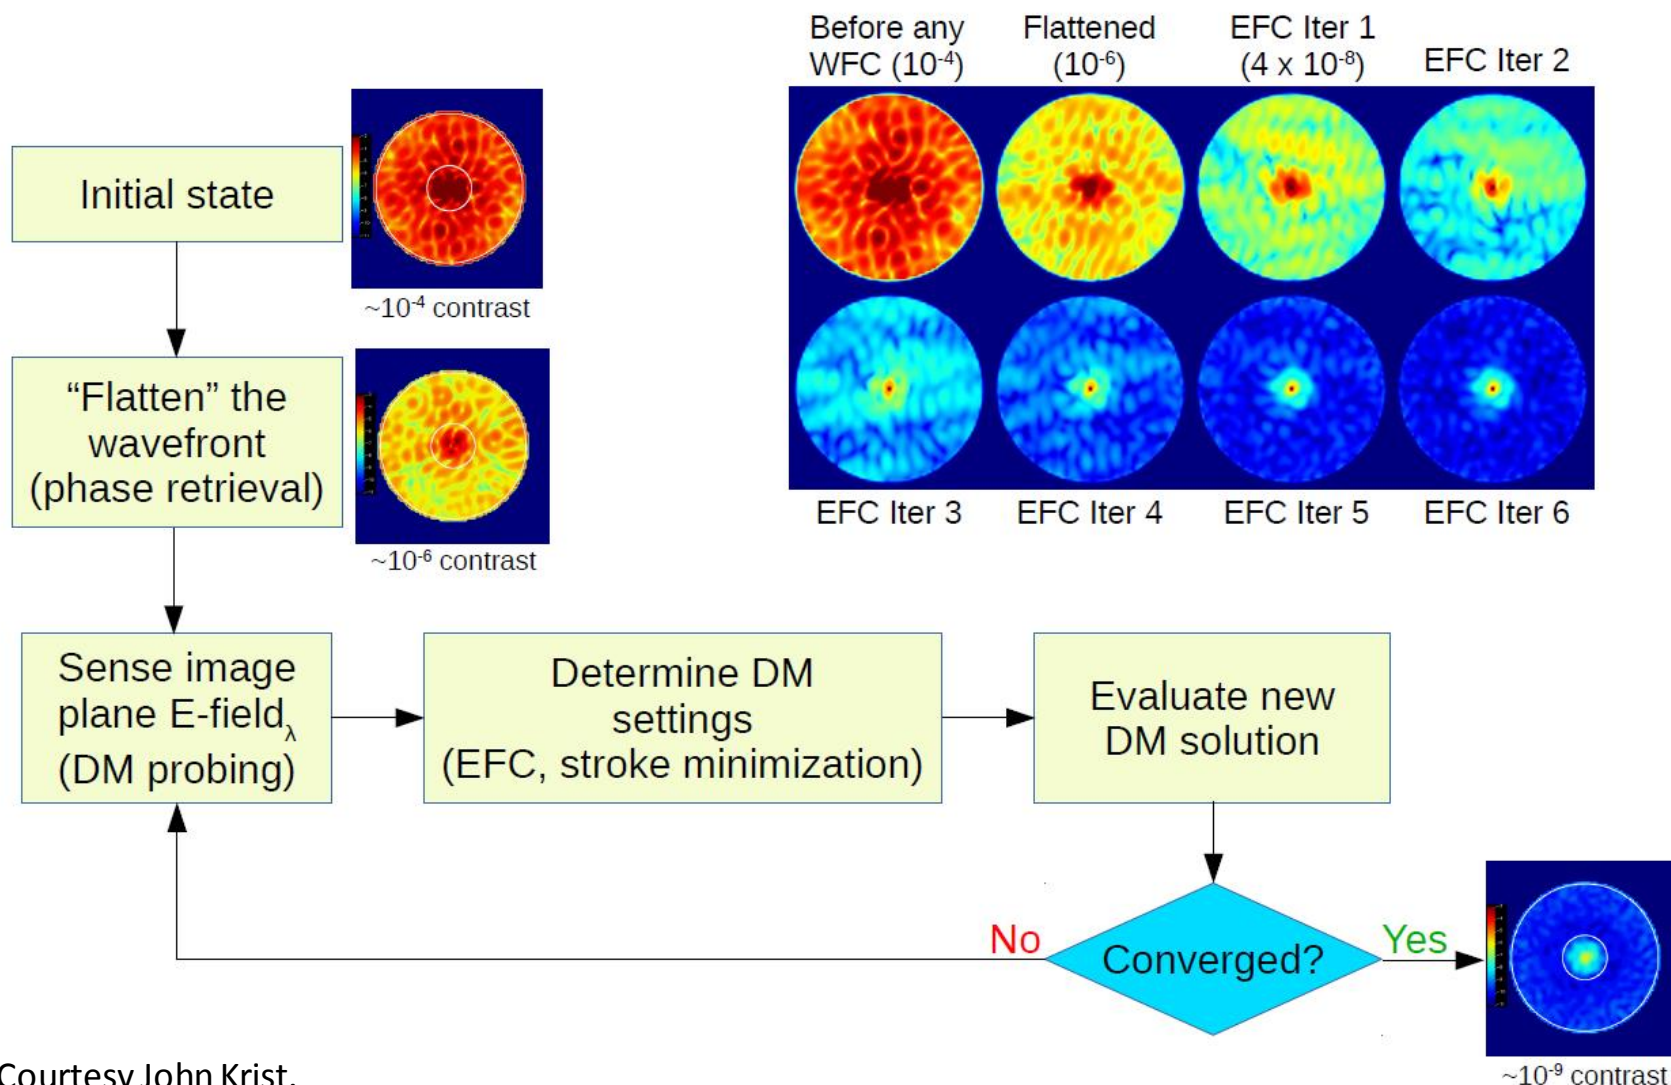 Before any
WFC (10⁻⁴)
Flattened
(10⁻⁶)
EFC Iter 1
(4 x 10⁻⁸)
EFC Iter 2
EFC Iter 3
EFC Iter 4
EFC Iter 5
EFC Iter 6
Initial state
~10⁻⁴ contrast
“Flatten” the
wavefront
(phase retrieval)
~10⁻⁶ contrast
Sense image
plane E-fieldλ
(DM probing)
Determine DM
settings
(EFC, stroke minimization)
Evaluate new
DM solution
Converged?
No
Yes
~10⁻⁹ contrast
Courtesy John Krist.